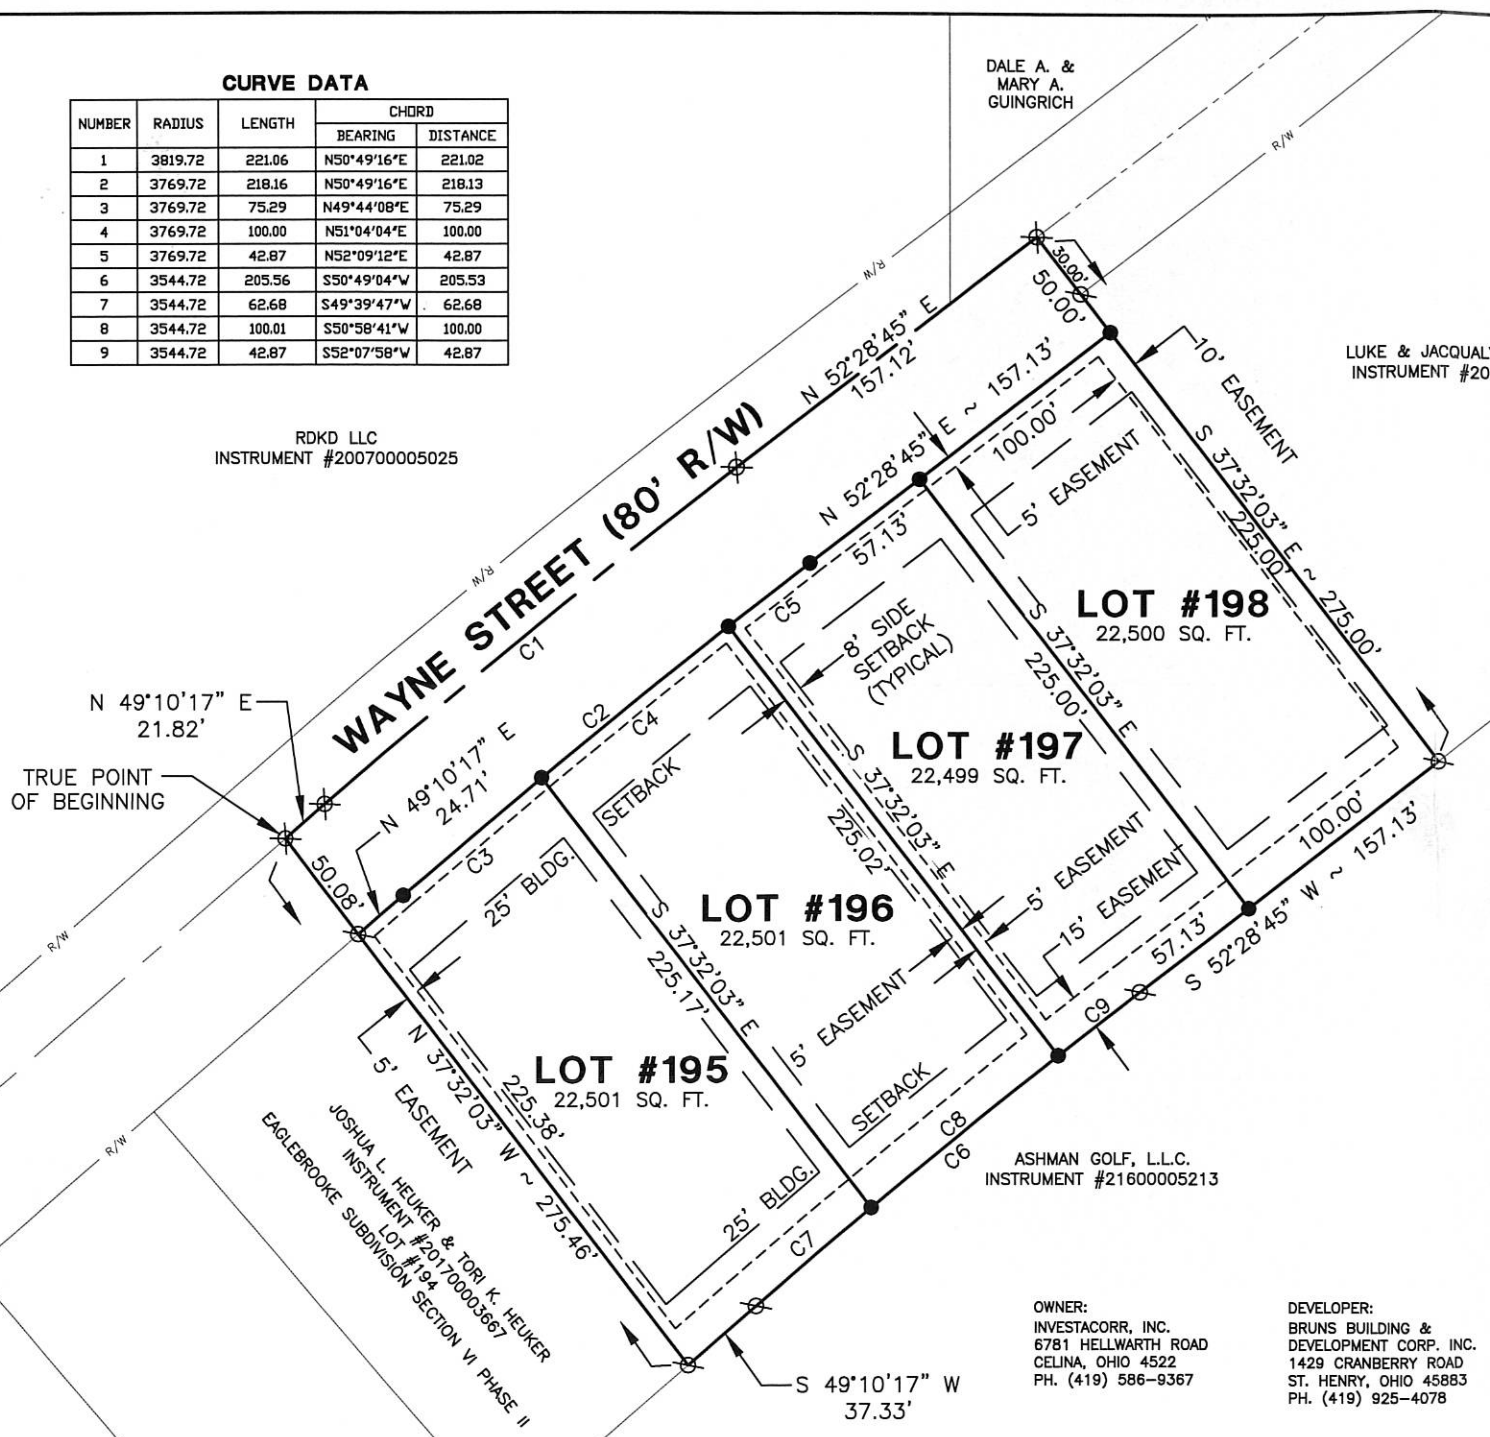 CURVE DATA
NUMBER RADIUS LENGTH CHORD
BEARING DISTANCE
1 3819.72 221.06 N50°49'16"E 221.02
2 3769.72 218.16 N50°49'16"E 218.13
3 3769.72 75.29 N49°44'08"E 75.29
4 3769.72 100.00 N51°04'04"E 100.00
5 3769.72 42.87 N52°09'12"E 42.87
6 3544.72 205.56 S50°49'04"W 205.53
7 3544.72 62.68 S49°39'47"W 62.68
8 3544.72 100.01 S50°58'41"W 100.00
9 3544.72 42.87 S52°07'58"W 42.87
DALE A. &
MARY A.
GUINGRICH
R/W
R/W
LUKE & JACQUAL
INSTRUMENT #20
RDKD LLC
INSTRUMENT #200700005025
R/W
R/W
R/W
WAYNE STREET (80' R/W)
C1
N 52°28'45" E
157.12'
30.00'
50.00'
10' EASEMENT
N 52°28'45" E ~ 157.13'
100.00'
57.13'
5' EASEMENT
S 37°32'03" E ~ 275.00'
225.00'
LOT #198
22,500 SQ. FT.
S 37°32'03" E
225.00'
8' SIDE
SETBACK
(TYPICAL)
C5
LOT #197
22,499 SQ. FT.
S 37°32'03" E
225.02'
5' EASEMENT
15' EASEMENT
100.00'
57.13'
S 52°28'45" W ~ 157.13'
C9
N 49°10'17" E
21.82'
TRUE POINT
OF BEGINNING
50.08'
N 49°10'17" E
24.71'
C2
C4
C3
SETBACK
25' BLDG.
LOT #196
22,501 SQ. FT.
S 37°32'03" E
225.17'
5' EASEMENT
SETBACK
C8
C6
LOT #195
22,501 SQ. FT.
5' EASEMENT
N 37°32'03" W ~ 275.46'
225.38'
25' BLDG.
C7
R/W
JOSHUA L. HEUKER & TORI K. HEUKER
INSTRUMENT #201700003667
LOT #194
EAGLEBROOKE SUBDIVISION SECTION VI PHASE II
S 49°10'17" W
37.33'
ASHMAN GOLF, L.L.C.
INSTRUMENT #21600005213
OWNER:
INVESTACORR, INC.
6781 HELLWARTH ROAD
CELINA, OHIO 4522
PH. (419) 586-9367
DEVELOPER:
BRUNS BUILDING &
DEVELOPMENT CORP. INC.
1429 CRANBERRY ROAD
ST. HENRY, OHIO 45883
PH. (419) 925-4078